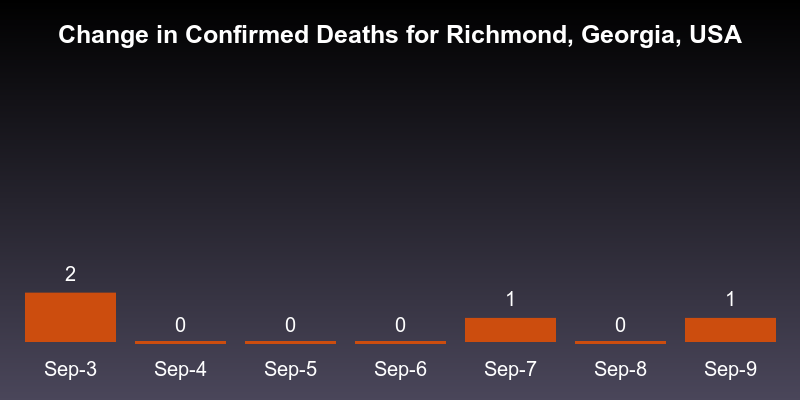 Change in Confirmed Deaths for Richmond, Georgia, USA
2
0
0
0
1
0
1
Sep-3
Sep-4
Sep-5
Sep-6
Sep-7
Sep-8
Sep-9